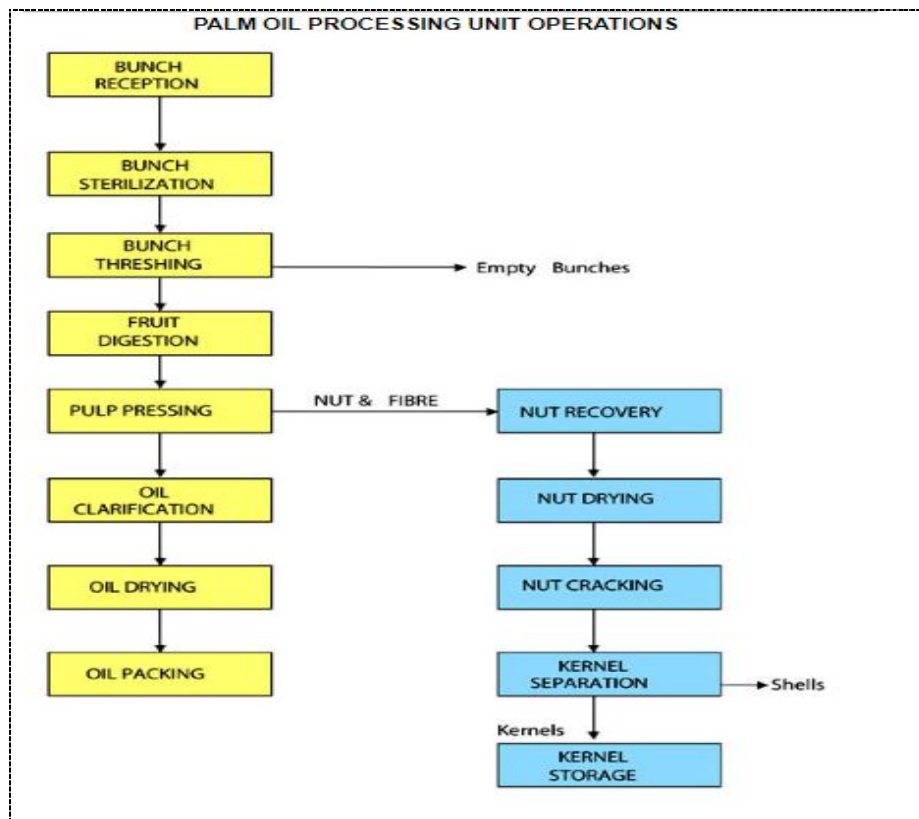 PALM OIL PROCESSING UNIT OPERATIONS
BUNCH
RECEPTION
BUNCH
STERILIZATION
BUNCH
THRESHING
Empty Bunches
FRUIT
DIGESTION
PULP PRESSING
NUT & FIBRE
NUT RECOVERY
OIL
CLARIFICATION
NUT DRYING
OIL DRYING
NUT CRACKING
OIL PACKING
KERNEL
SEPARATION
Shells
Kernels
KERNEL
STORAGE